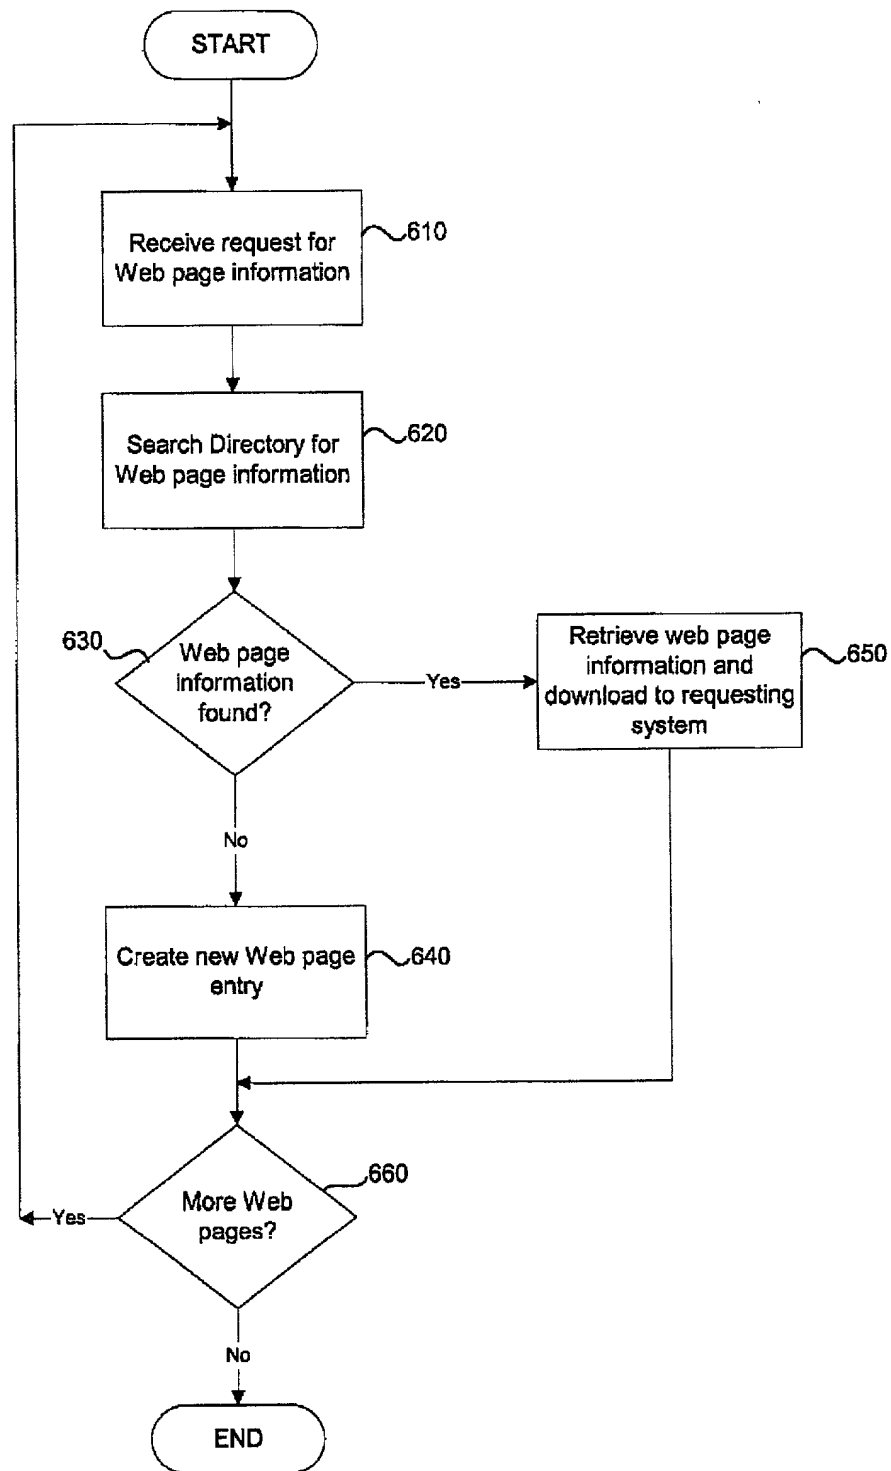 START
Receive request for
Web page information
610
Search Directory for
Web page information
620
630
Web page
information
found?
Yes
Retrieve web page
information and
download to requesting
system
650
No
Create new Web page
entry
640
More Web
pages?
660
Yes
No
END